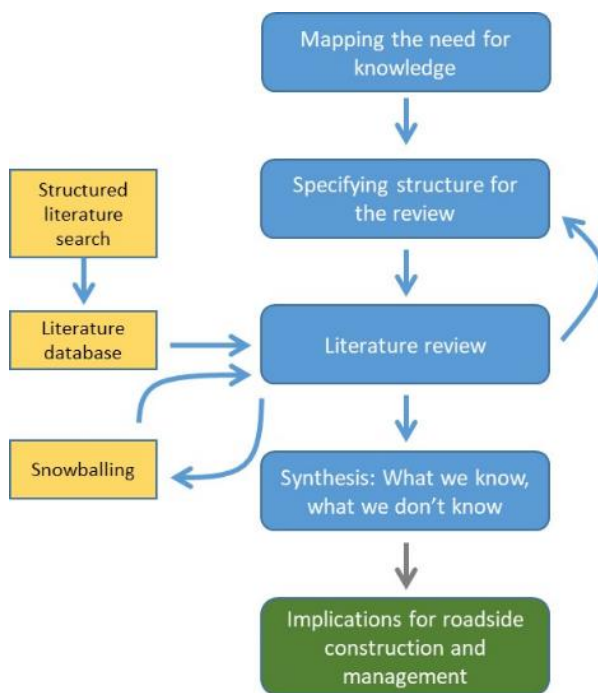 Mapping the need for
knowledge
Specifying structure for
the review
Structured
literature
search
Literature
database
Literature review
Snowballing
Synthesis: What we know,
what we don't know
Implications for roadside
construction and
management